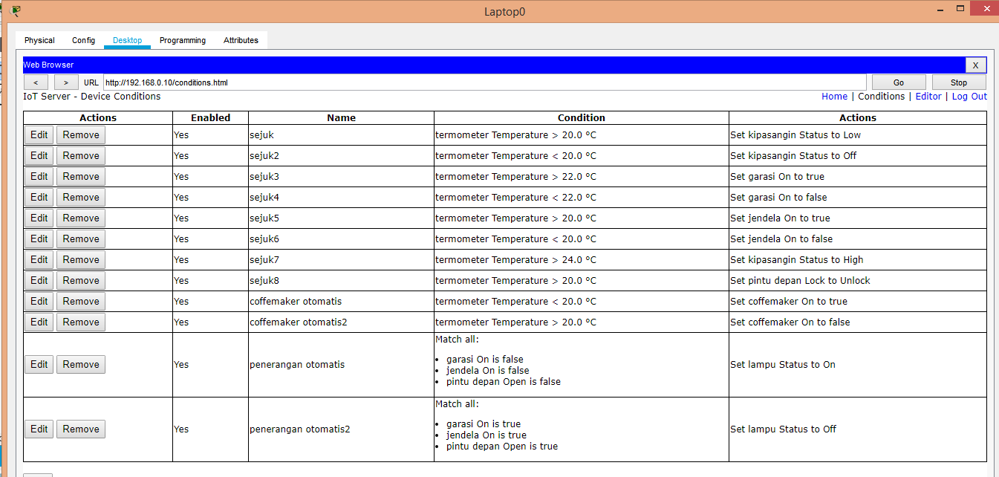 Laptop0
Physical Config Desktop Programming Attributes
Web Browser X
< > URL http://192.168.0.10/conditions.html Go Stop
IoT Server - Device Conditions Home | Conditions | Editor | Log Out
Actions Enabled Name Condition Actions
Edit Remove Yes sejuk termometer Temperature > 20.0 °C Set kipasangin Status to Low
Edit Remove Yes sejuk2 termometer Temperature < 20.0 °C Set kipasangin Status to Off
Edit Remove Yes sejuk3 termometer Temperature > 22.0 °C Set garasi On to true
Edit Remove Yes sejuk4 termometer Temperature < 22.0 °C Set garasi On to false
Edit Remove Yes sejuk5 termometer Temperature > 20.0 °C Set jendela On to true
Edit Remove Yes sejuk6 termometer Temperature < 20.0 °C Set jendela On to false
Edit Remove Yes sejuk7 termometer Temperature > 24.0 °C Set kipasangin Status to High
Edit Remove Yes sejuk8 termometer Temperature > 20.0 °C Set pintu depan Lock to Unlock
Edit Remove Yes coffemaker otomatis termometer Temperature < 20.0 °C Set coffemaker On to true
Edit Remove Yes coffemaker otomatis2 termometer Temperature > 20.0 °C Set coffemaker On to false
Match all:
• garasi On is false
Edit Remove Yes penerangan otomatis • jendela On is false Set lampu Status to On
• pintu depan Open is false
Match all:
• garasi On is true
Edit Remove Yes penerangan otomatis2 • jendela On is true Set lampu Status to Off
• pintu depan Open is true